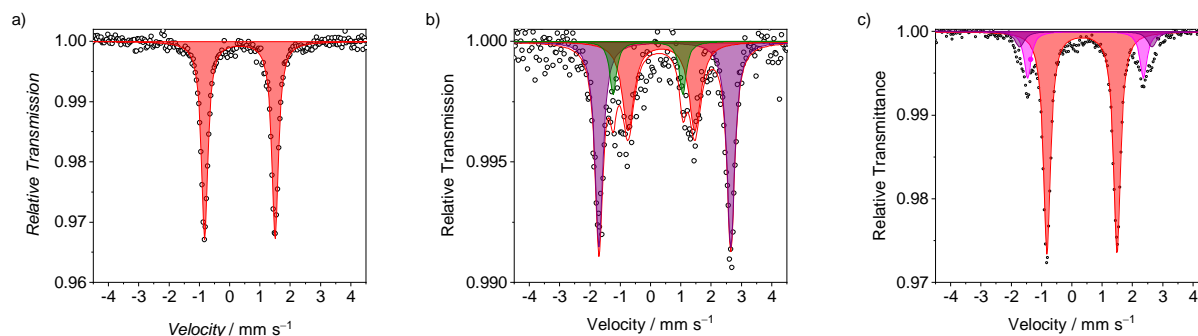 a)
1.00
0.99
0.98
0.97
0.96
Relative Transmission
-4 -3 -2 -1 0 1 2 3 4
Velocity / mm s⁻¹
b)
1.000
0.995
0.990
Relative Transmission
-4 -3 -2 -1 0 1 2 3 4
Velocity / mm s⁻¹
c)
1.00
0.99
0.98
0.97
Relative Transmittance
-4 -3 -2 -1 0 1 2 3 4
Velocity / mm s⁻¹